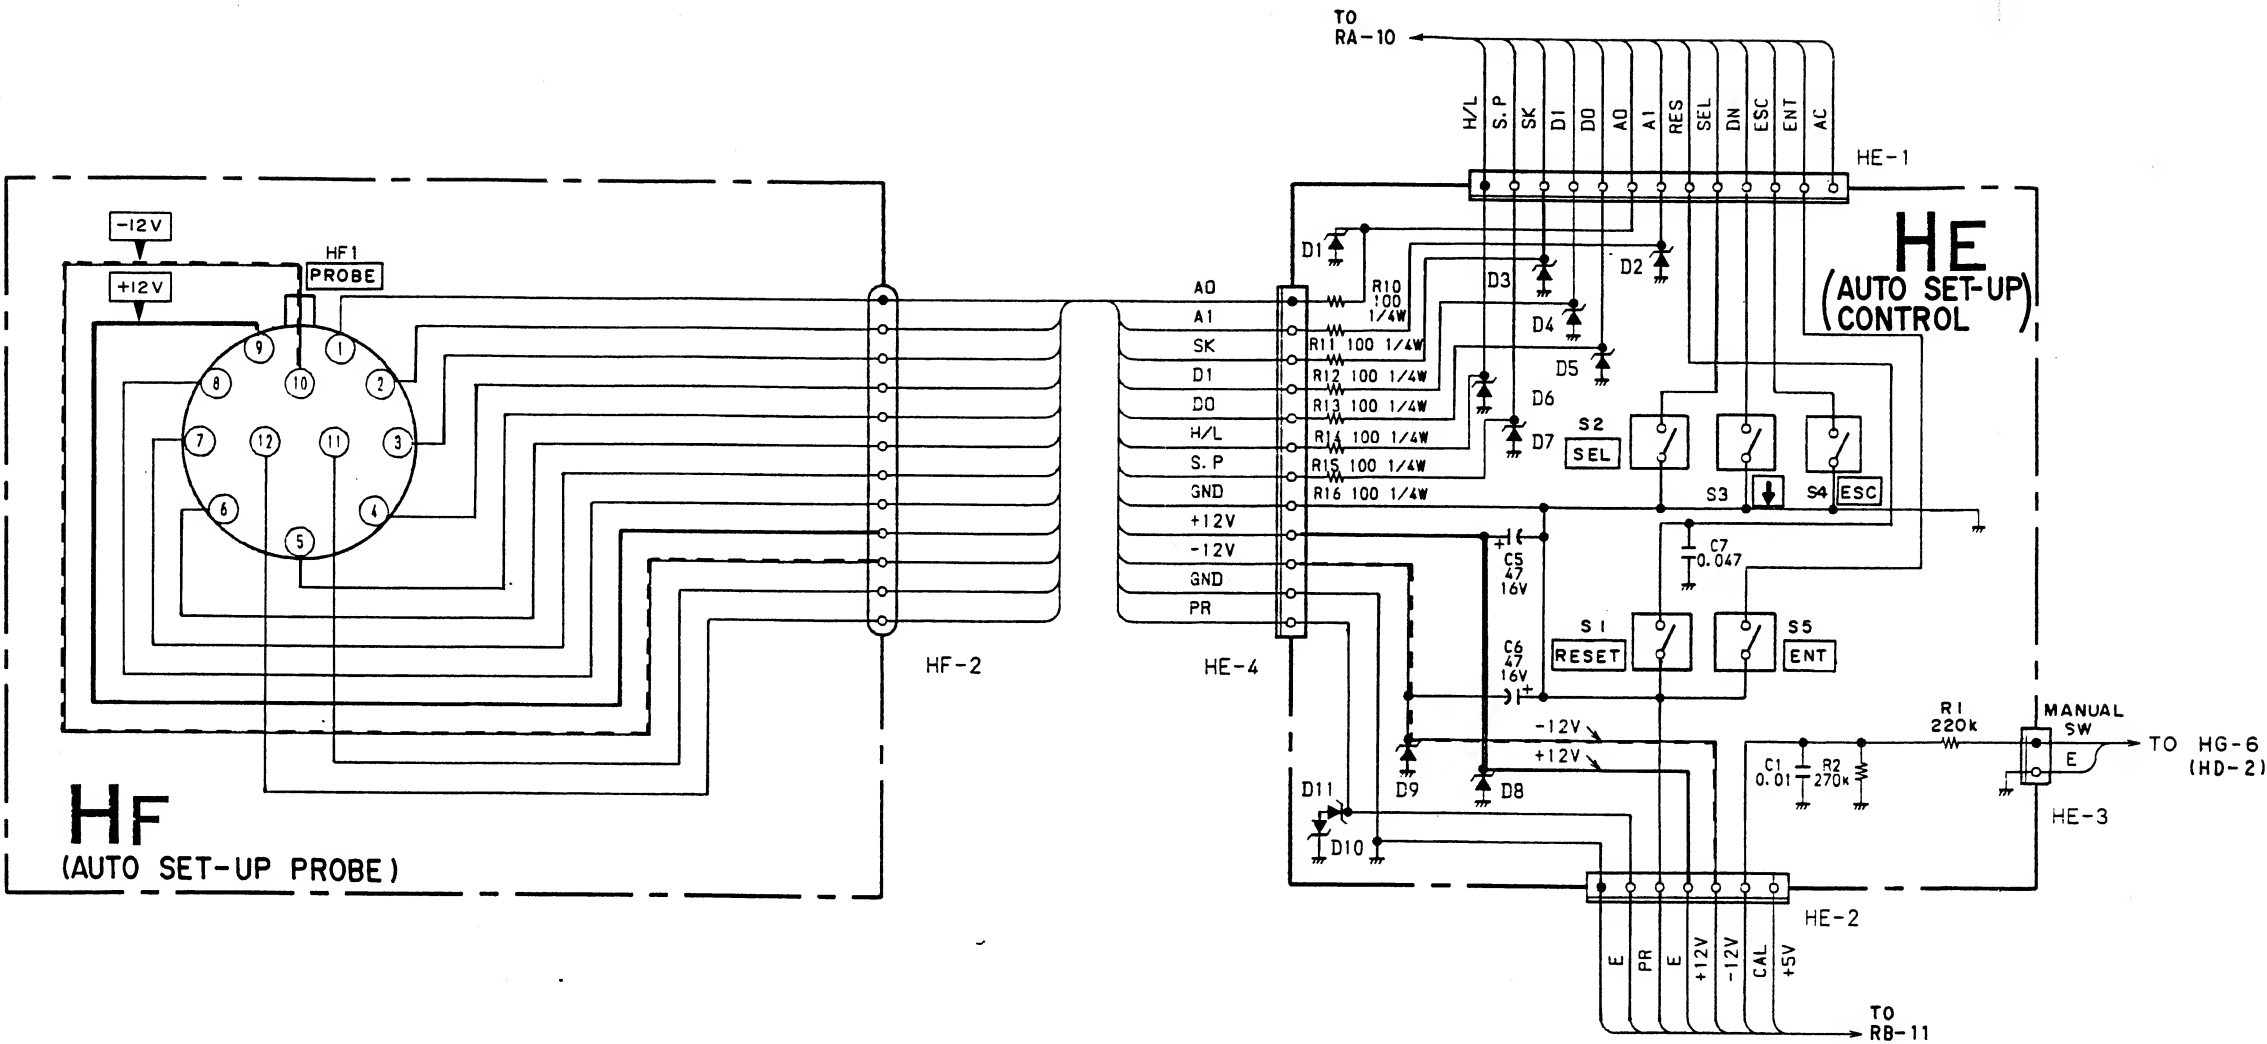 TO
RA-10
H/L
S.P
SK
D1
D0
A0
A1
RES
SEL
DN
ESC
ENT
AC
HE-1
-12V
+12V
HF1
PROBE
9
1
8
10
2
7
12
11
3
6
5
4
HF
(AUTO SET-UP PROBE)
HF-2
A0
A1
SK
D1
D0
H/L
S.P
GND
+12V
-12V
GND
PR
HE-4
HE
(AUTO SET-UP)
CONTROL
D1
D3
D2
R10
100
1/4W
D4
R11 100 1/4W
D5
R12 100 1/4W
D6
R13 100 1/4W
D7
R14 100 1/4W
R15 100 1/4W
R16 100 1/4W
S2
SEL
S3
S4
ESC
+
C5
47
16V
C7
0.047
C6
47
16V
+
S1
RESET
S5
ENT
-12V
+12V
D9
D8
D11
D10
C1
0.01
R2
270k
R1
220k
MANUAL
SW
E
TO HG-6
(HD-2)
HE-3
HE-2
E
PR
E
+12V
-12V
CAL
+5V
TO
RB-11